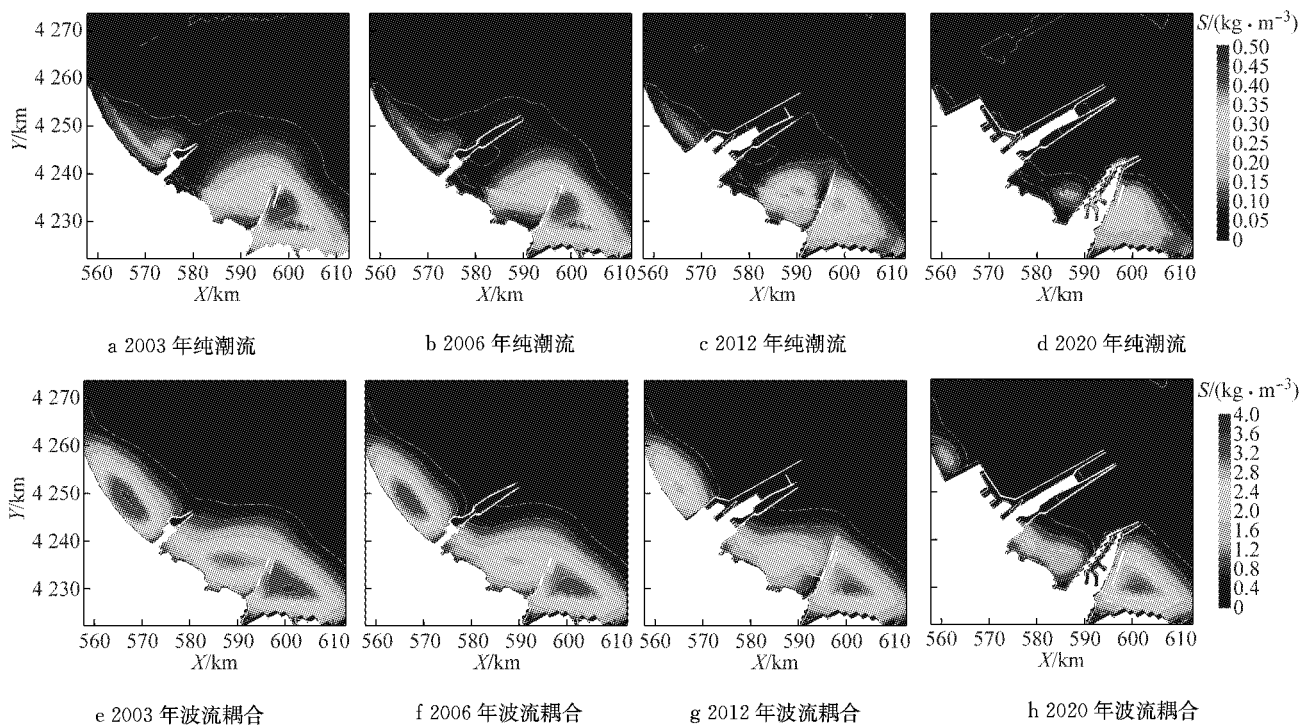 4 270
4 260
4 250
4 240
4 230
Y/km
560 570 580 590 600 610
X/km
560 570 580 590 600 610
X/km
560 570 580 590 600 610
X/km
560 570 580 590 600 610
X/km
S/(kg·m⁻³)
0.50
0.45
0.40
0.35
0.30
0.25
0.20
0.15
0.10
0.05
0
a 2003 年纯潮流
b 2006 年纯潮流
c 2012 年纯潮流
d 2020 年纯潮流
4 270
4 260
4 250
4 240
4 230
Y/km
560 570 580 590 600 610
X/km
560 570 580 590 600 610
X/km
560 570 580 590 600 610
X/km
560 570 580 590 600 610
X/km
S/(kg·m⁻³)
4.0
3.6
3.2
2.8
2.4
2.0
1.6
1.2
0.8
0.4
0
e 2003 年波流耦合
f 2006 年波流耦合
g 2012 年波流耦合
h 2020 年波流耦合